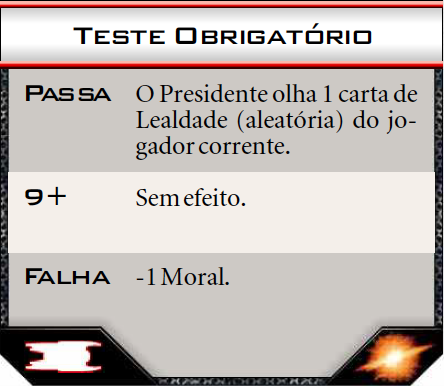 TESTE OBRIGATÓRIO
PASSA O Presidente olha 1 carta de
Lealdade (aleatória) do jo-
gador corrente.
9+ Sem efeito.
FALHA -1 Moral.